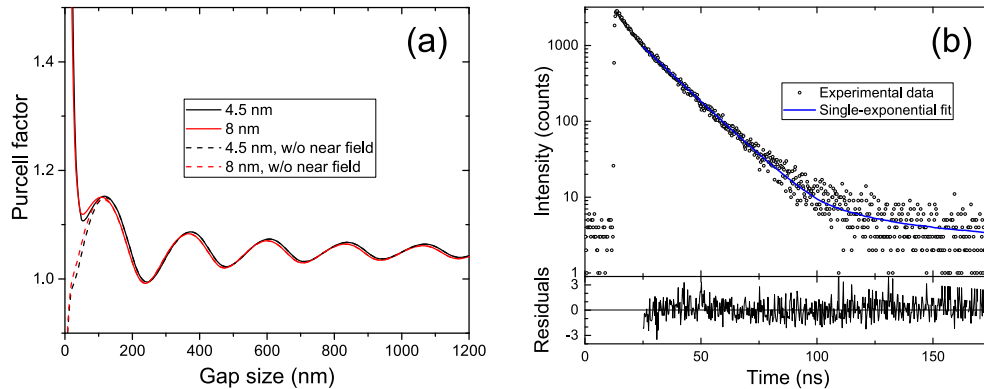 (a)
1.4
1.2
1.0
Purcell factor
4.5 nm
8 nm
4.5 nm, w/o near field
8 nm, w/o near field
0 200 400 600 800 1000 1200
Gap size (nm)
(b)
1000
100
10
1
Intensity (counts)
Experimental data
Single-exponential fit
3
0
-3
Residuals
0 50 100 150
Time (ns)